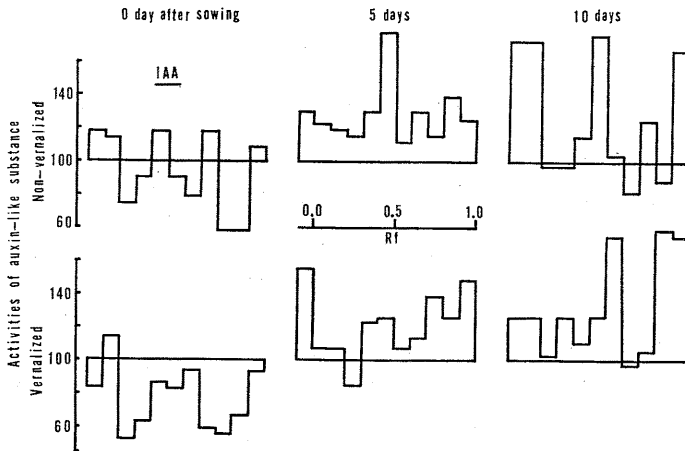 0 day after sowing
5 days
10 days
IAA
Activities of auxin-like substance
Non-vernalized
140
100
60
0.0 0.5 1.0
Rf
Vernalized
140
100
60